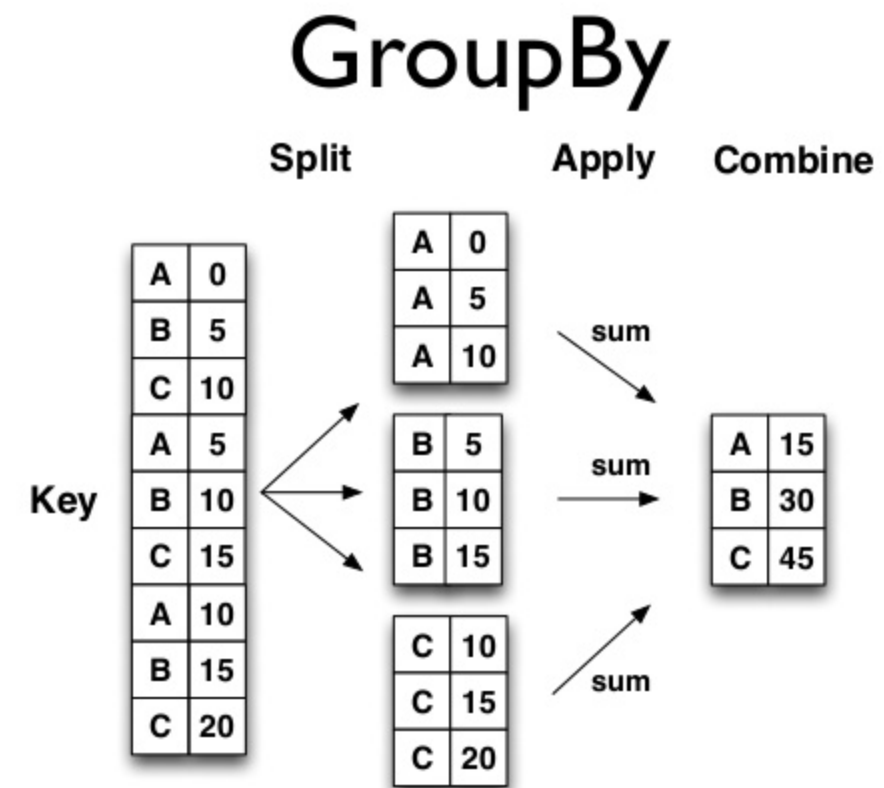 GroupBy
Split Apply Combine
Key
A 0
B 5
C 10
A 5
B 10
C 15
A 10
B 15
C 20
A 0
A 5
A 10
B 5
B 10
B 15
C 10
C 15
C 20
sum
sum
sum
A 15
B 30
C 45